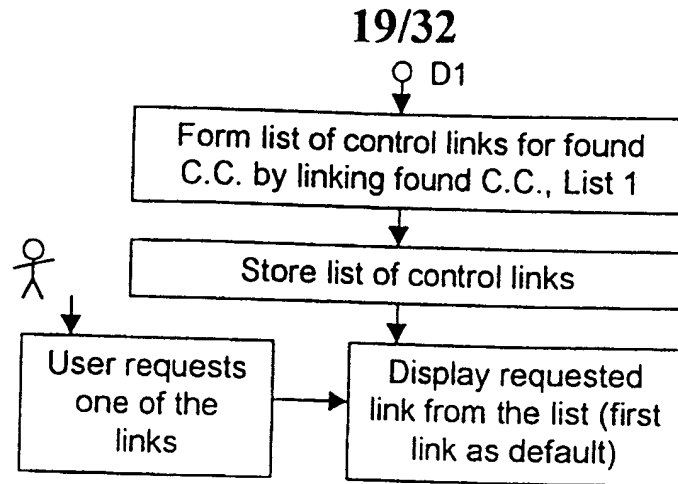 19/32
D1
Form list of control links for found
C.C. by linking found C.C., List 1
Store list of control links
User requests
one of the
links
Display requested
link from the list (first
link as default)